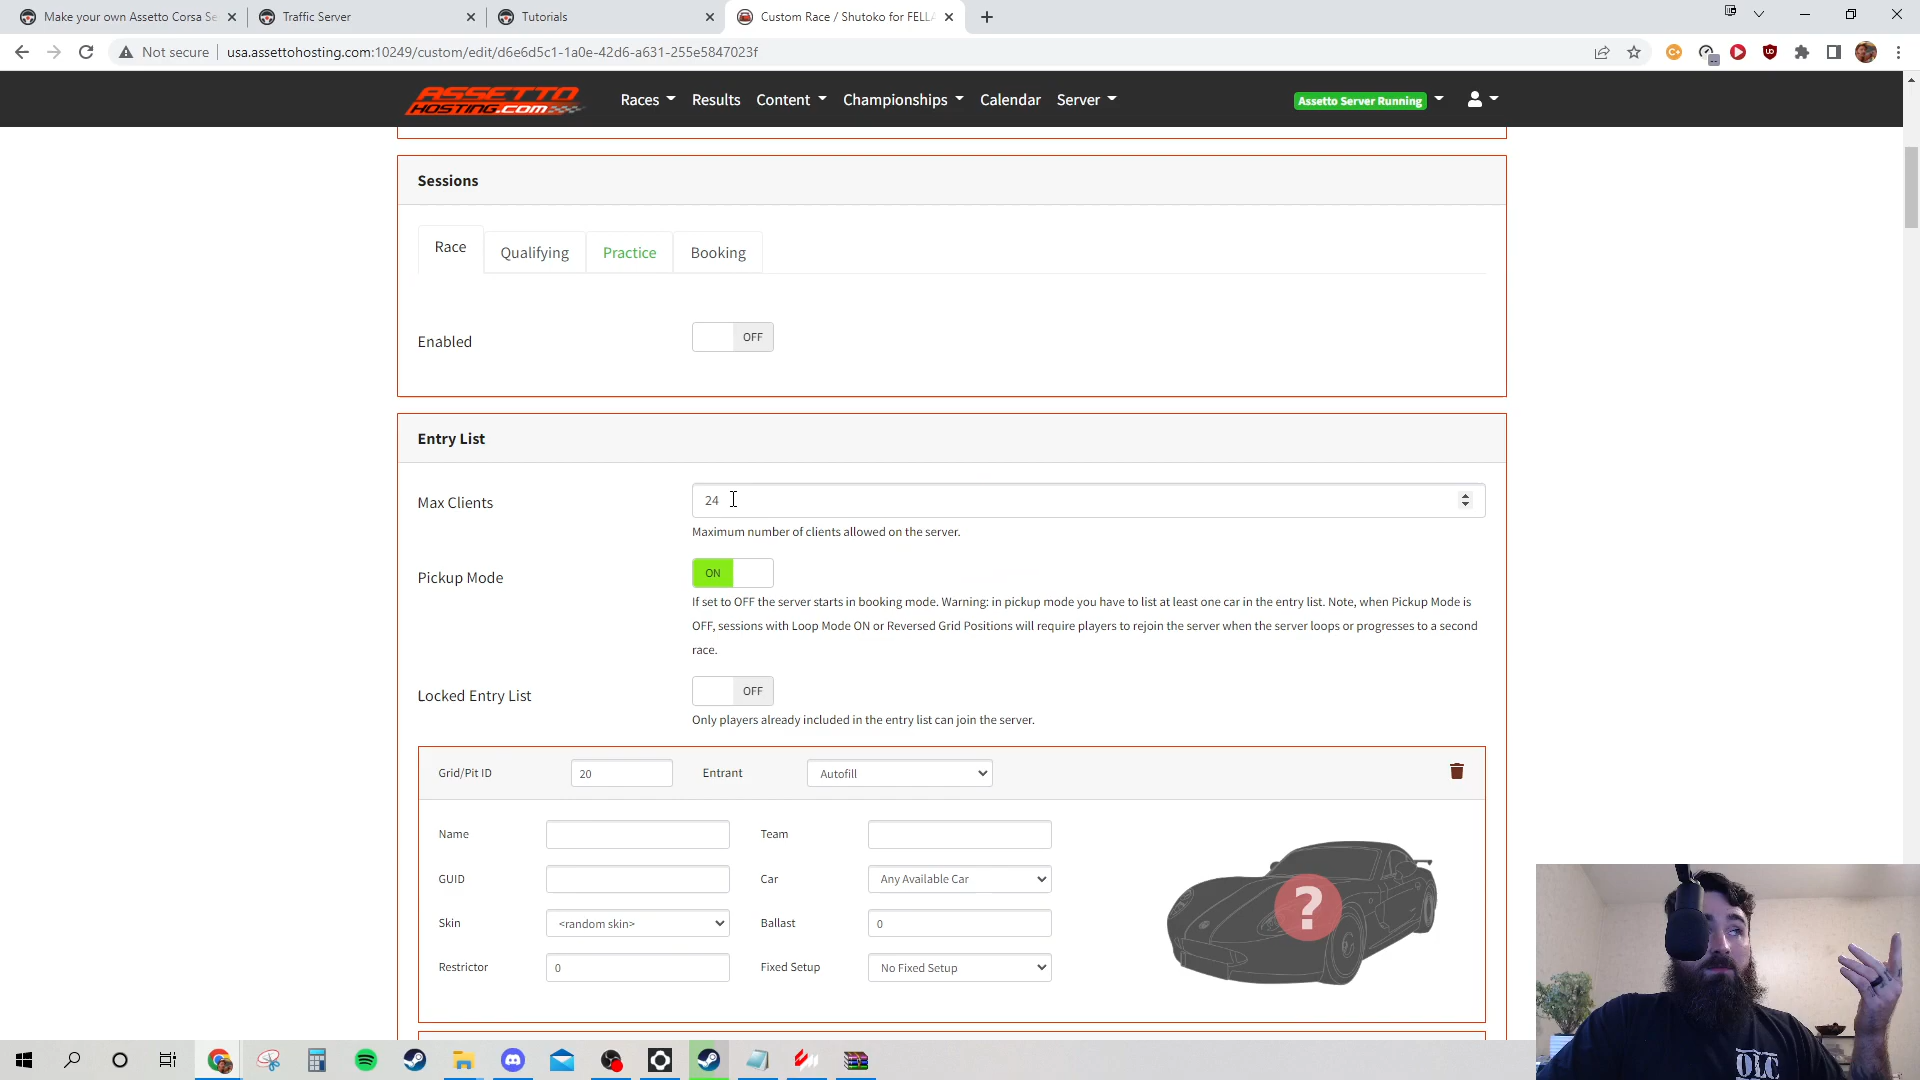 Make your own Assetto Corsa Se
Traffic Server
Tutorials
Custom Race / Shutoko for FELLA
Not secure
usa.assettohosting.com:10249/custom/edit/d6e6d5c1-1a0e-42d6-a631-255e5847023f
ASSETTO
HOSTING.COM
Races
Results
Content
Championships
Calendar
Server
Assetto Server Running
Sessions
Race
Qualifying
Practice
Booking
Enabled
OFF
Entry List
Max Clients
24
Maximum number of clients allowed on the server.
Pickup Mode
ON
If set to OFF the server starts in booking mode. Warning: in pickup mode you have to list at least one car in the entry list. Note, when Pickup Mode is
OFF, sessions with Loop Mode ON or Reversed Grid Positions will require players to rejoin the server when the server loops or progresses to a second
race.
Locked Entry List
OFF
Only players already included in the entry list can join the server.
Grid/Pit ID
20
Entrant
Autofill
Name
Team
GUID
Car
Any Available Car
Skin
<random skin>
Ballast
0
Restrictor
0
Fixed Setup
No Fixed Setup
?
OLC